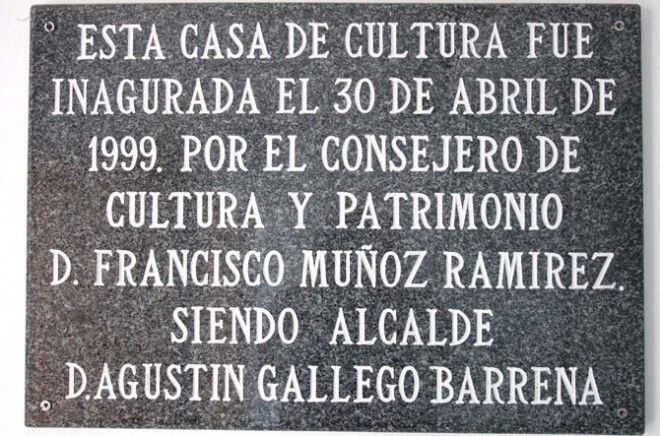 ESTA CASA DE CULTURA FUE
INAGURADA EL 30 DE ABRIL DE
1999. POR EL CONSEJERO DE
CULTURA Y PATRIMONIO
D. FRANCISCO MUÑOZ RAMIREZ.
SIENDO ALCALDE
D.AGUSTIN GALLEGO BARRENA